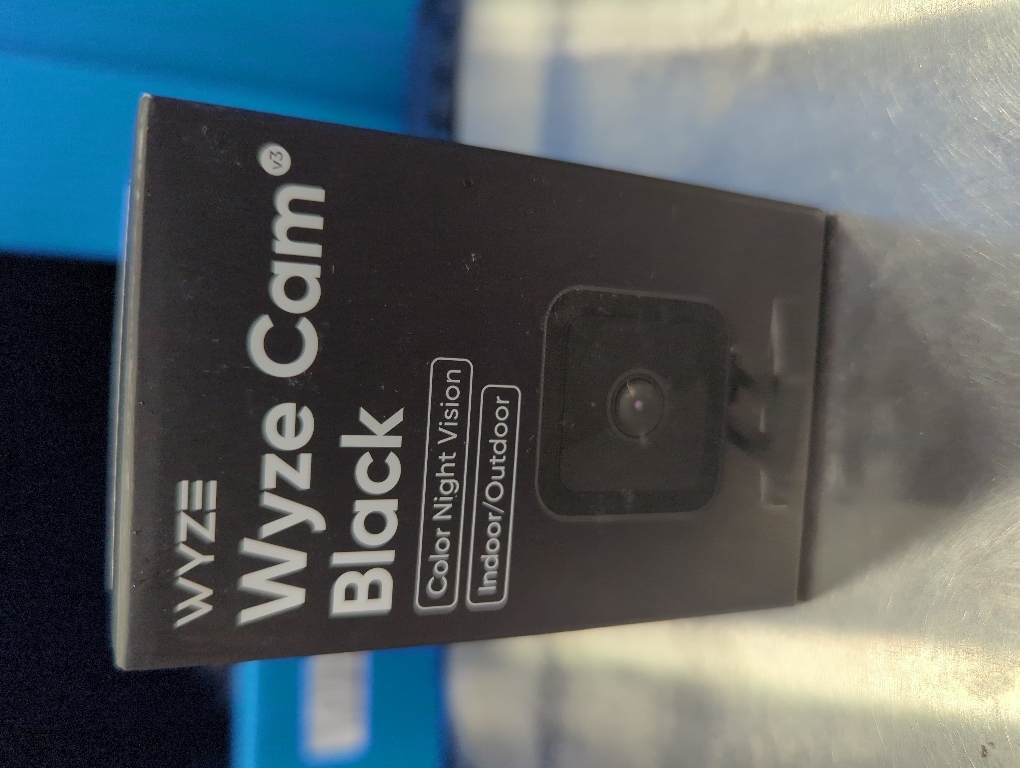 WYZE
Wyze Cam v3
Black
Color Night Vision
Indoor/Outdoor